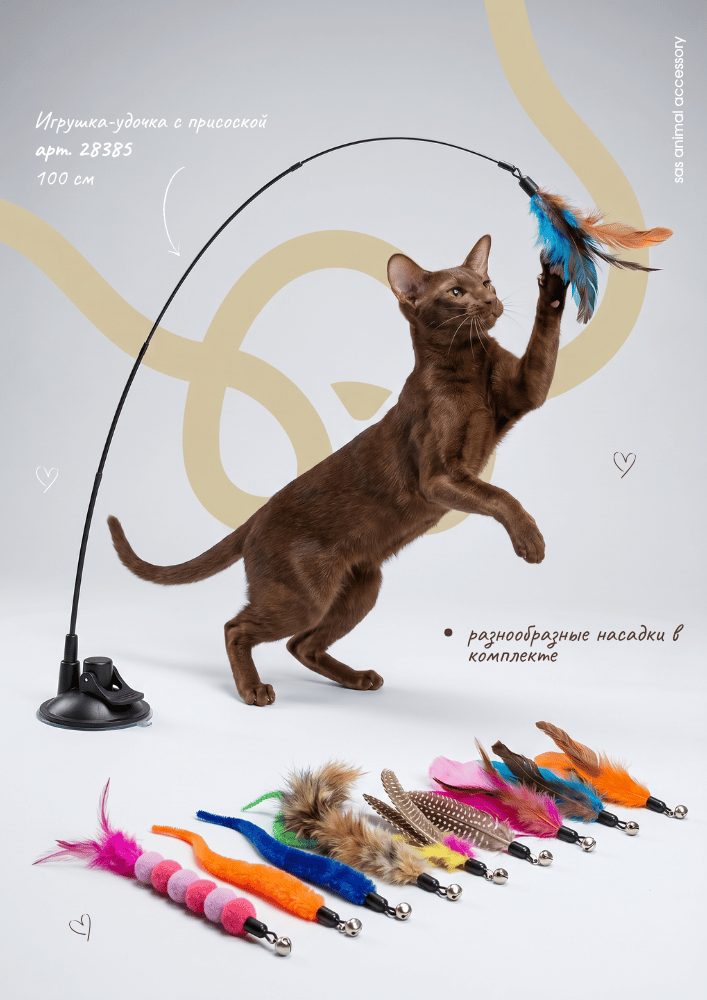 sas animal accessory
Игрушка-удочка с присоской
арт. 28385
100 см
разнообразные насадки в
комплекте